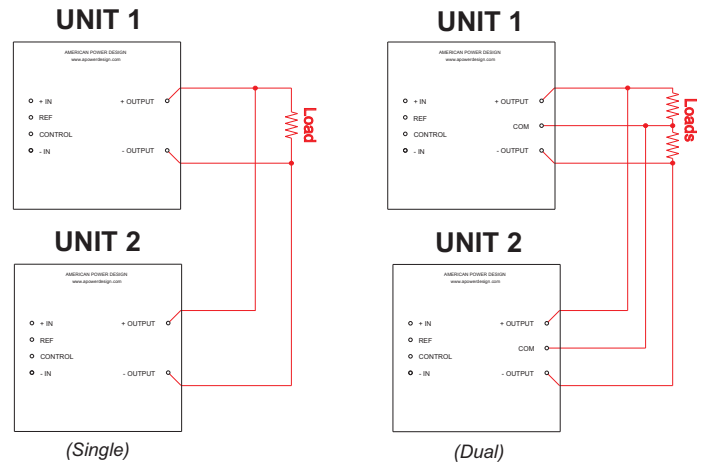 UNIT 1
AMERICAN POWER DESIGN
www.apowerdesign.com
+ IN
REF
CONTROL
- IN
+ OUTPUT
- OUTPUT
Load
UNIT 2
AMERICAN POWER DESIGN
www.apowerdesign.com
+ IN
REF
CONTROL
- IN
+ OUTPUT
- OUTPUT
(Single)
UNIT 1
AMERICAN POWER DESIGN
www.apowerdesign.com
+ IN
REF
CONTROL
- IN
+ OUTPUT
COM
- OUTPUT
Loads
UNIT 2
AMERICAN POWER DESIGN
www.apowerdesign.com
+ IN
REF
CONTROL
- IN
+ OUTPUT
COM
- OUTPUT
(Dual)